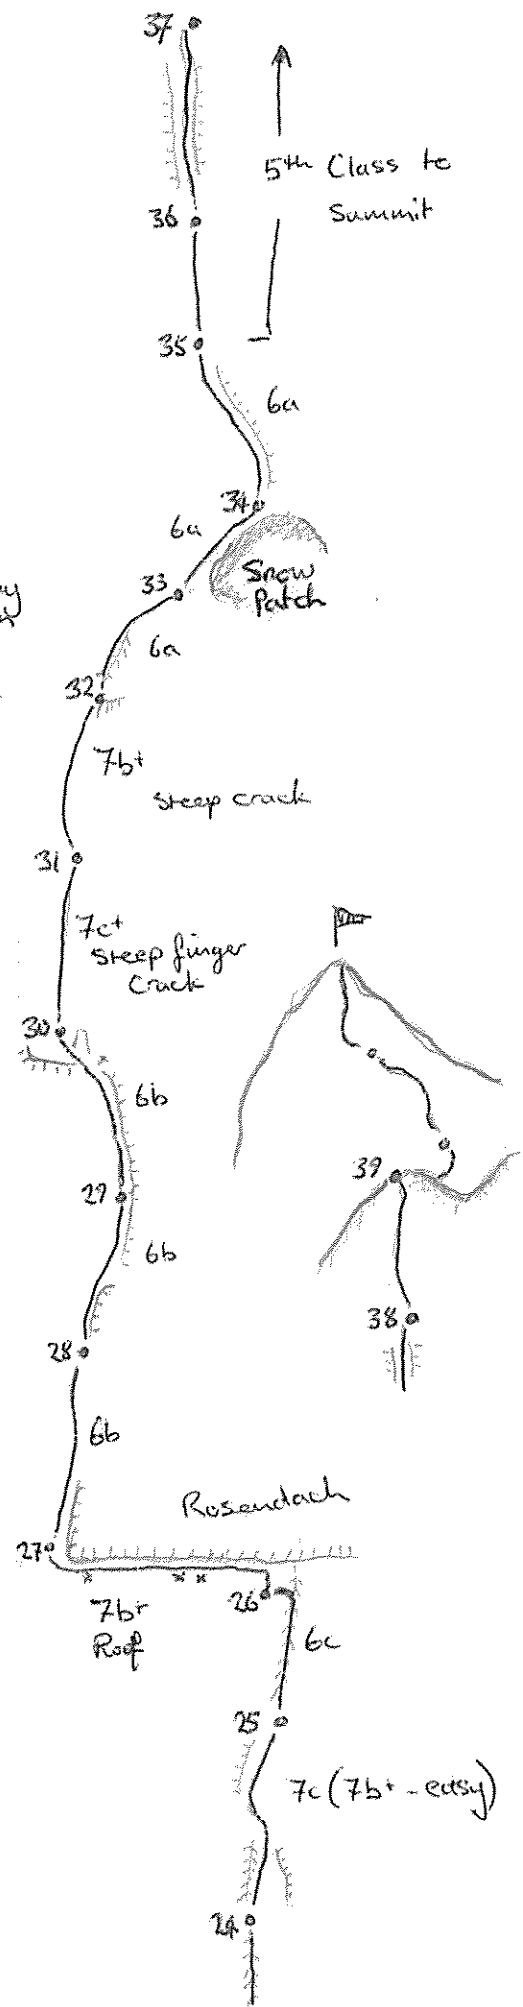 37
5th Class to
Summit
36
35
6a
34
6a
Snow
Patch
33
6a
32
7b+
Steep crack
31
7c+
Steep finger
Crack
30
6b
29
6b
39
38
28
6b
Rosendach
27
26
7b+
Roof
6c
25
7c (7b+ - easy)
24